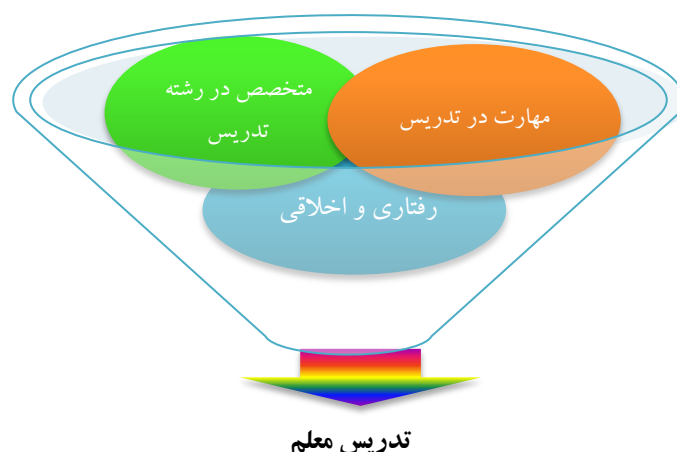 متخصص در رشته
تدریس
مهارت در تدریس
رفتاری و اخلاقی
تدریس معلم